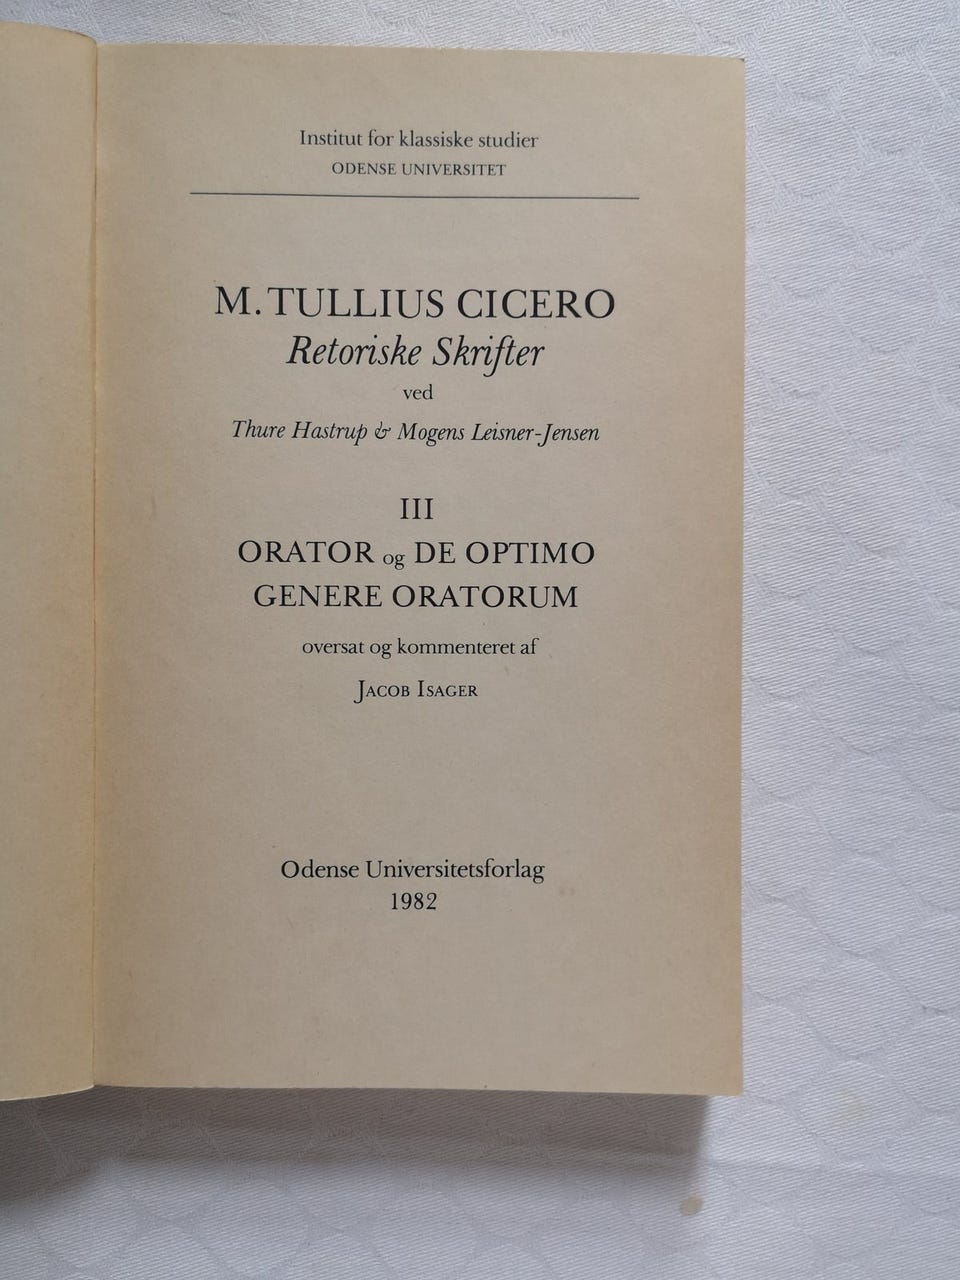 Institut for klassiske studier
ODENSE UNIVERSITET
M. TULLIUS CICERO
Retoriske Skrifter
ved
Thure Hastrup & Mogens Leisner-Jensen
III
ORATOR og DE OPTIMO
GENERE ORATORUM
oversat og kommenteret af
JACOB ISAGER
Odense Universitetsforlag
1982